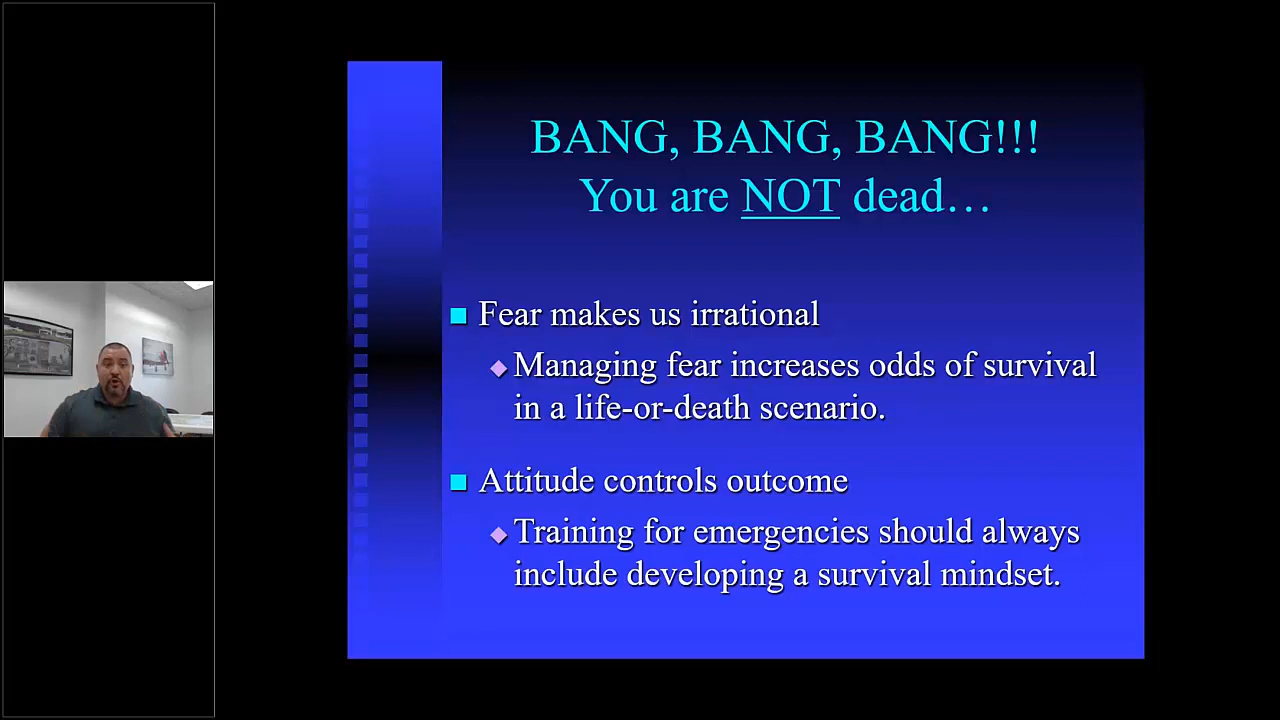 BANG, BANG, BANG!!!
You are NOT dead…
Fear makes us irrational
Managing fear increases odds of survival
in a life-or-death scenario.
Attitude controls outcome
Training for emergencies should always
include developing a survival mindset.